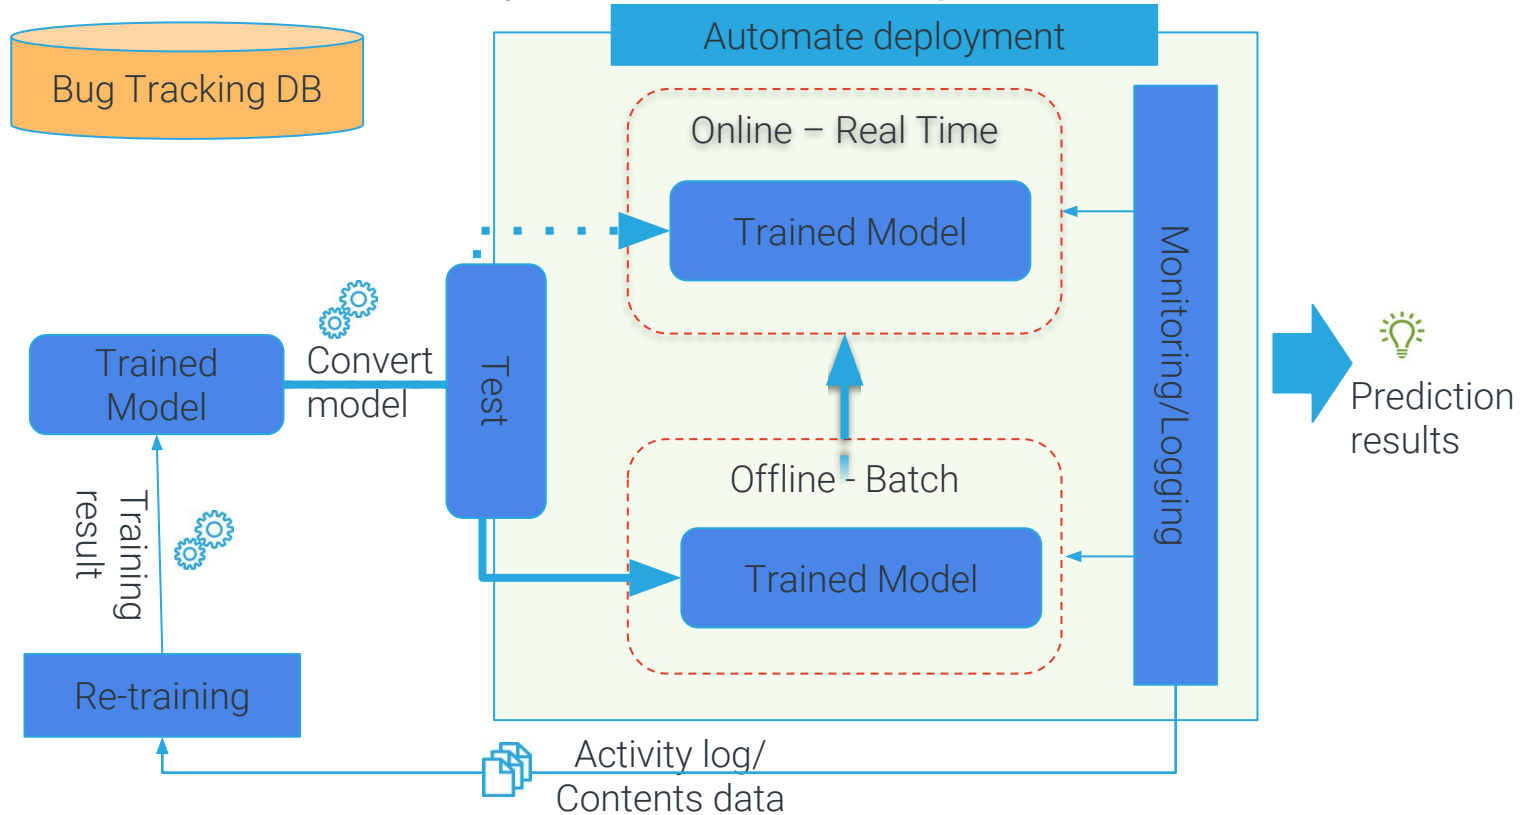 Automate deployment
Bug Tracking DB
Online – Real Time
Trained Model
Monitoring/Logging
Trained
Model
Convert
model
Test
Prediction
results
Offline - Batch
Trained Model
Training
result
Re-training
Activity log/
Contents data